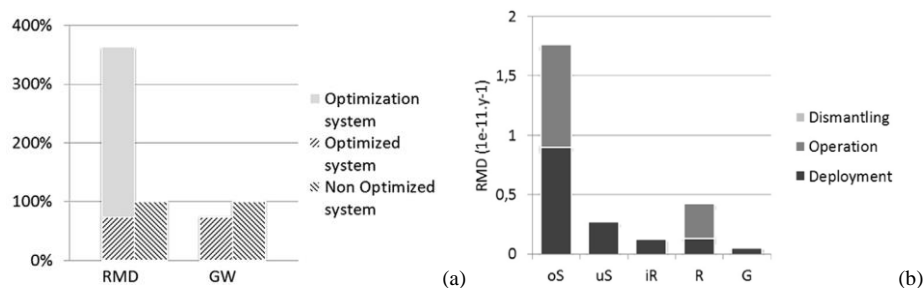 400%
300%
200%
100%
0%
RMD
GW
Optimization
system
Optimized
system
Non Optimized
system
(a)
RMD (1e-11.y-1)
2
1,5
1
0,5
0
oS
uS
iR
R
G
Dismantling
Operation
Deployment
(b)